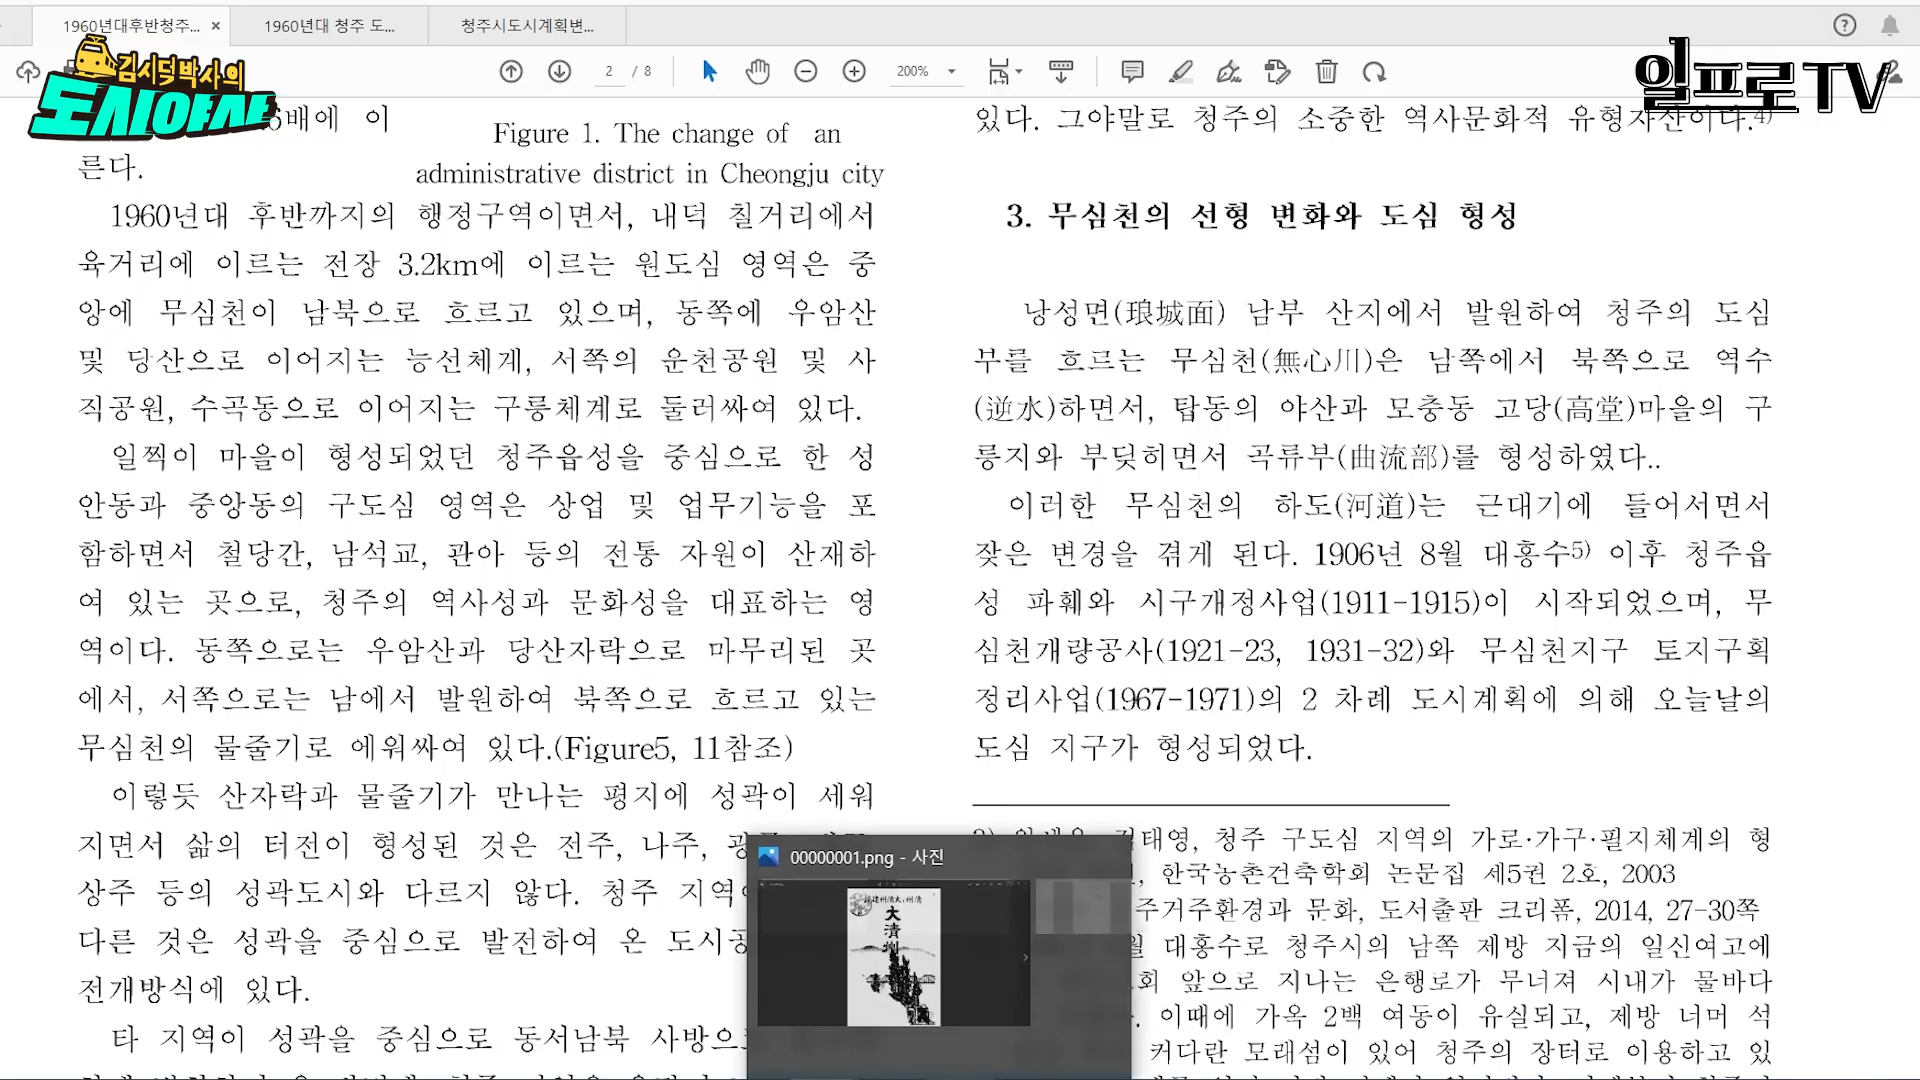 1960년대후반청주...
1960년대 청주 도...
청주시도시계획변...
2 / 8
200%
김시덕박사의
도시야사
일프로TV
6배에 이
른다.
Figure 1. The change of an
administrative district in Cheongju city
1960년대 후반까지의 행정구역이면서, 내덕 칠거리에서
육거리에 이르는 전장 3.2km에 이르는 원도심 영역은 중
앙에 무심천이 남북으로 흐르고 있으며, 동쪽에 우암산
및 당산으로 이어지는 능선체계, 서쪽의 운천공원 및 사
직공원, 수곡동으로 이어지는 구릉체계로 둘러싸여 있다.
일찍이 마을이 형성되었던 청주읍성을 중심으로 한 성
안동과 중앙동의 구도심 영역은 상업 및 업무기능을 포
함하면서 철당간, 남석교, 관아 등의 전통 자원이 산재하
여 있는 곳으로, 청주의 역사성과 문화성을 대표하는 영
역이다. 동쪽으로는 우암산과 당산자락으로 마무리된 곳
에서, 서쪽으로는 남에서 발원하여 북쪽으로 흐르고 있는
무심천의 물줄기로 에워싸여 있다.(Figure5, 11참조)
이렇듯 산자락과 물줄기가 만나는 평지에 성곽이 세워
지면서 삶의 터전이 형성된 것은 전주, 나주,
상주 등의 성곽도시와 다르지 않다. 청주
다른 것은 성곽을 중심으로 발전하여 온
전개방식에 있다.
타 지역이 성곽을 중심으로 동서남북
있다. 그야말로 청주의 소중한 역사문화적 유형자산이다.4)
3. 무심천의 선형 변화와 도심 형성
낭성면(琅城面) 남부 산지에서 발원하여 청주의 도심
부를 흐르는 무심천(無心川)은 남쪽에서 북쪽으로 역수
(逆水)하면서, 탑동의 야산과 모충동 고당(高堂)마을의 구
릉지와 부딪히면서 곡류부(曲流部)를 형성하였다..
이러한 무심천의 하도(河道)는 근대기에 들어서면서
잦은 변경을 겪게 된다. 1906년 8월 대홍수5) 이후 청주읍
성 파훼와 시구개정사업(1911-1915)이 시작되었으며, 무
심천개량공사(1921-23, 1931-32)와 무심천지구 토지구획
정리사업(1967-1971)의 2 차례 도시계획에 의해 오늘날의
도심 지구가 형성되었다.
태영, 청주 구도심 지역의 가로·가구·필지체계의 형
한국농촌건축학회 논문집 제5권 2호, 2003
주거주환경과 문화, 도서출판 크리폼, 2014, 27-30쪽
대홍수로 청주시의 남쪽 제방 지금의 일신여고에
회 앞으로 지나는 은행로가 무너져 시내가 물바다
이때에 가옥 2백 여동이 유실되고, 제방 너머 석
커다란 모래섬이 있어 청주의 장터로 이용하고 있
00000001.png - 사진
大
淸
州